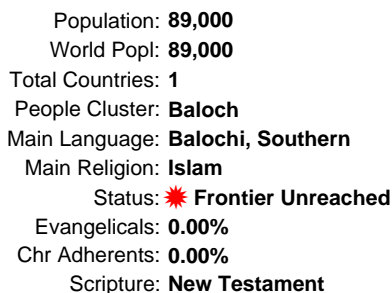 Population: 89,000
World Popl: 89,000
Total Countries: 1
People Cluster: Baloch
Main Language: Balochi, Southern
Main Religion: Islam
Status: Frontier Unreached
Evangelicals: 0.00%
Chr Adherents: 0.00%
Scripture: New Testament